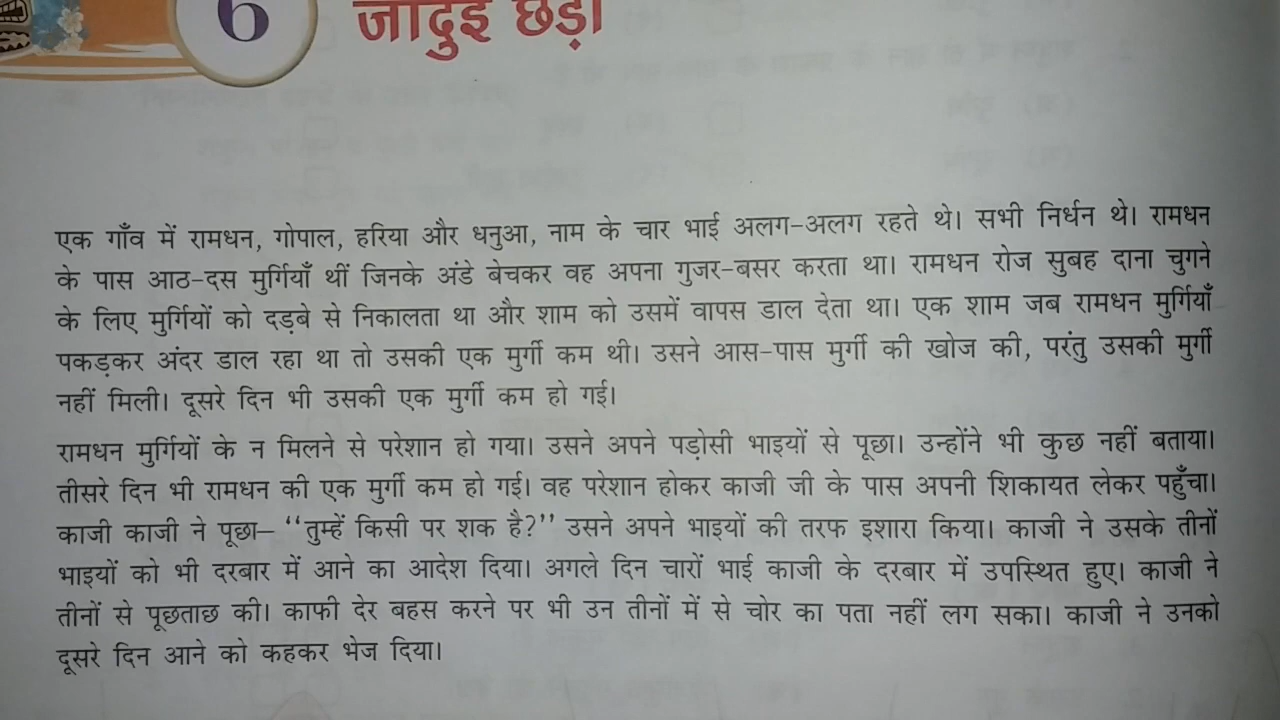 6
जादुई छड़ी
एक गाँव में रामधन, गोपाल, हरिया और धनुआ, नाम के चार भाई अलग-अलग रहते थे। सभी निर्धन थे। रामधन
के पास आठ-दस मुर्गियाँ थीं जिनके अंडे बेचकर वह अपना गुजर-बसर करता था। रामधन रोज सुबह दाना चुगने
के लिए मुर्गियों को दड़बे से निकालता था और शाम को उसमें वापस डाल देता था। एक शाम जब रामधन मुर्गियाँ
पकड़कर अंदर डाल रहा था तो उसकी एक मुर्गी कम थी। उसने आस-पास मुर्गी की खोज की, परंतु उसकी मुर्गी
नहीं मिली। दूसरे दिन भी उसकी एक मुर्गी कम हो गई।
रामधन मुर्गियों के न मिलने से परेशान हो गया। उसने अपने पड़ोसी भाइयों से पूछा। उन्होंने भी कुछ नहीं बताया।
तीसरे दिन भी रामधन की एक मुर्गी कम हो गई। वह परेशान होकर काजी जी के पास अपनी शिकायत लेकर पहुँचा।
काजी काजी ने पूछा– ‘‘तुम्हें किसी पर शक है?’’ उसने अपने भाइयों की तरफ इशारा किया। काजी ने उसके तीनों
भाइयों को भी दरबार में आने का आदेश दिया। अगले दिन चारों भाई काजी के दरबार में उपस्थित हुए। काजी ने
तीनों से पूछताछ की। काफी देर बहस करने पर भी उन तीनों में से चोर का पता नहीं लग सका। काजी ने उनको
दूसरे दिन आने को कहकर भेज दिया।